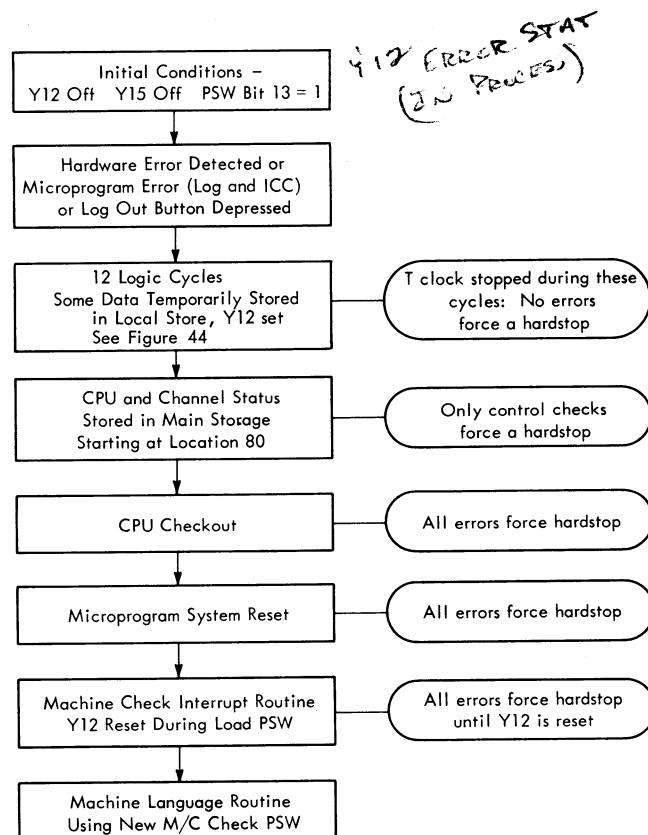 Y12 ERROR STAT
(IN PROCESS)
Initial Conditions –
Y12 Off Y15 Off PSW Bit 13 = 1
Hardware Error Detected or
Microprogram Error (Log and ICC)
or Log Out Button Depressed
12 Logic Cycles
Some Data Temporarily Stored
in Local Store, Y12 set
See Figure 44
T clock stopped during these
cycles: No errors
force a hardstop
CPU and Channel Status
Stored in Main Storage
Starting at Location 80
Only control checks
force a hardstop
CPU Checkout
All errors force hardstop
Microprogram System Reset
All errors force hardstop
Machine Check Interrupt Routine
Y12 Reset During Load PSW
All errors force hardstop
until Y12 is reset
Machine Language Routine
Using New M/C Check PSW